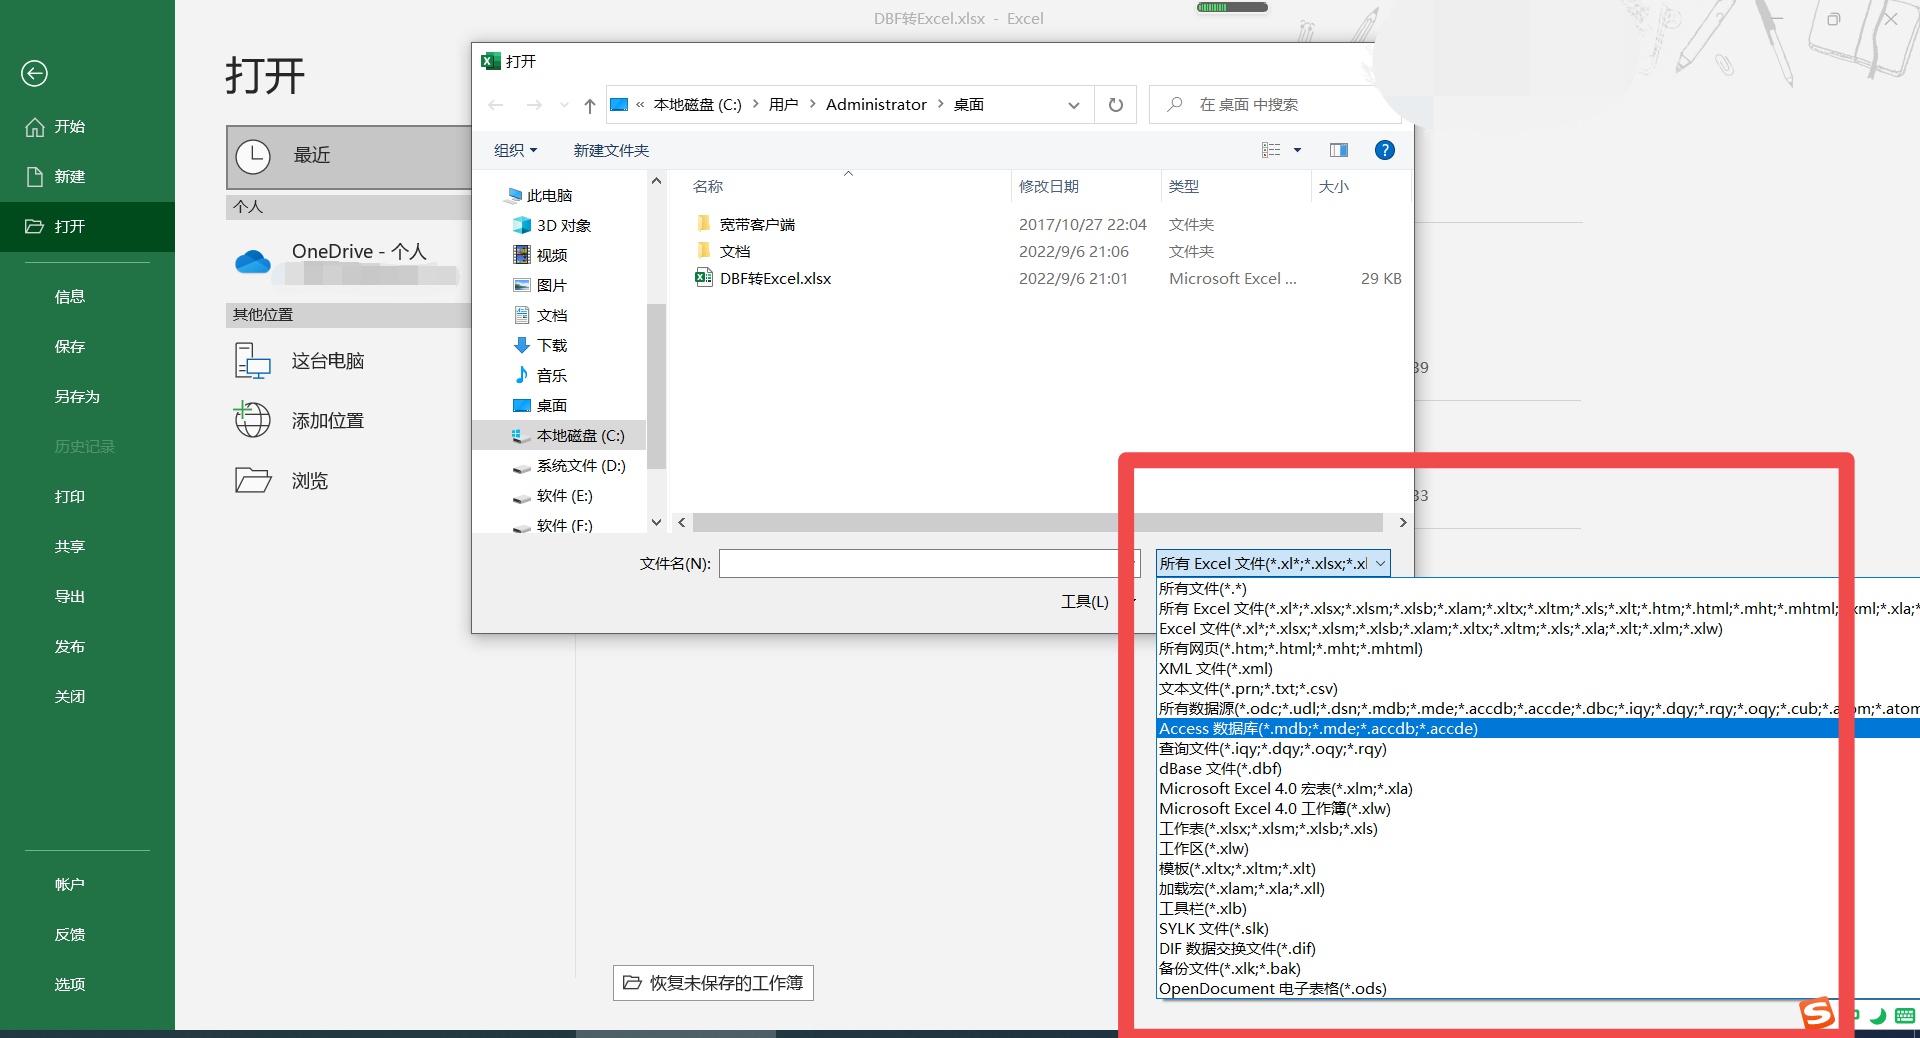 DBF转Excel.xlsx - Excel
打开
开始
新建
打开
信息
保存
另存为
历史记录
打印
共享
导出
发布
关闭
帐户
反馈
选项
打开
最近
个人
OneDrive - 个人
其他位置
这台电脑
添加位置
浏览
恢复未保存的工作簿
打开
« 本地磁盘 (C:) > 用户 > Administrator > 桌面
在 桌面 中搜索
组织
新建文件夹
此电脑
3D 对象
视频
图片
文档
下载
音乐
桌面
本地磁盘 (C:)
系统文件 (D:)
软件 (E:)
软件 (F:)
名称 修改日期 类型 大小
宽带客户端 2017/10/27 22:04 文件夹
文档 2022/9/6 21:06 文件夹
DBF转Excel.xlsx 2022/9/6 21:01 Microsoft Excel ... 29 KB
39
33
文件名(N):
所有 Excel 文件(*.xl*;*.xlsx;*.xl
工具(L)
所有文件(*.*)
所有 Excel 文件(*.xl*;*.xlsx;*.xlsm;*.xlsb;*.xlam;*.xltx;*.xltm;*.xls;*.xlt;*.htm;*.html;*.mht;*.mhtml;*.xml;*.xla;*
Excel 文件(*.xl*;*.xlsx;*.xlsm;*.xlsb;*.xlam;*.xltx;*.xltm;*.xls;*.xla;*.xlt;*.xlm;*.xlw)
所有网页(*.htm;*.html;*.mht;*.mhtml)
XML 文件(*.xml)
文本文件(*.prn;*.txt;*.csv)
所有数据源(*.odc;*.udl;*.dsn;*.mdb;*.mde;*.accdb;*.accde;*.dbc;*.iqy;*.dqy;*.rqy;*.oqy;*.cub;*.atom;*.atom
Access 数据库(*.mdb;*.mde;*.accdb;*.accde)
查询文件(*.iqy;*.dqy;*.oqy;*.rqy)
dBase 文件(*.dbf)
Microsoft Excel 4.0 宏表(*.xlm;*.xla)
Microsoft Excel 4.0 工作簿(*.xlw)
工作表(*.xlsx;*.xlsm;*.xlsb;*.xls)
工作区(*.xlw)
模板(*.xltx;*.xltm;*.xlt)
加载宏(*.xlam;*.xla;*.xll)
工具栏(*.xlb)
SYLK 文件(*.slk)
DIF 数据交换文件(*.dif)
备份文件(*.xlk;*.bak)
OpenDocument 电子表格(*.ods)